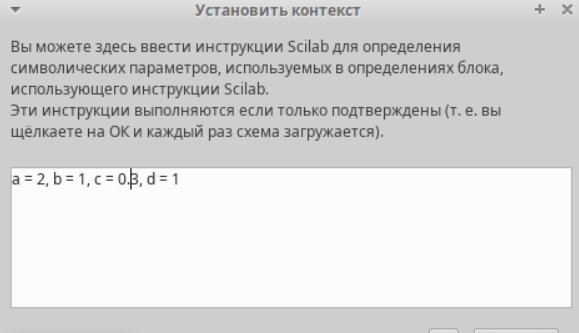 Установить контекст
Вы можете здесь ввести инструкции Scilab для определения
символических параметров, используемых в определениях блока,
использующего инструкции Scilab.
Эти инструкции выполняются если только подтверждены (т. е. вы
щёлкаете на ОК и каждый раз схема загружается).
a = 2, b = 1, c = 0.3, d = 1